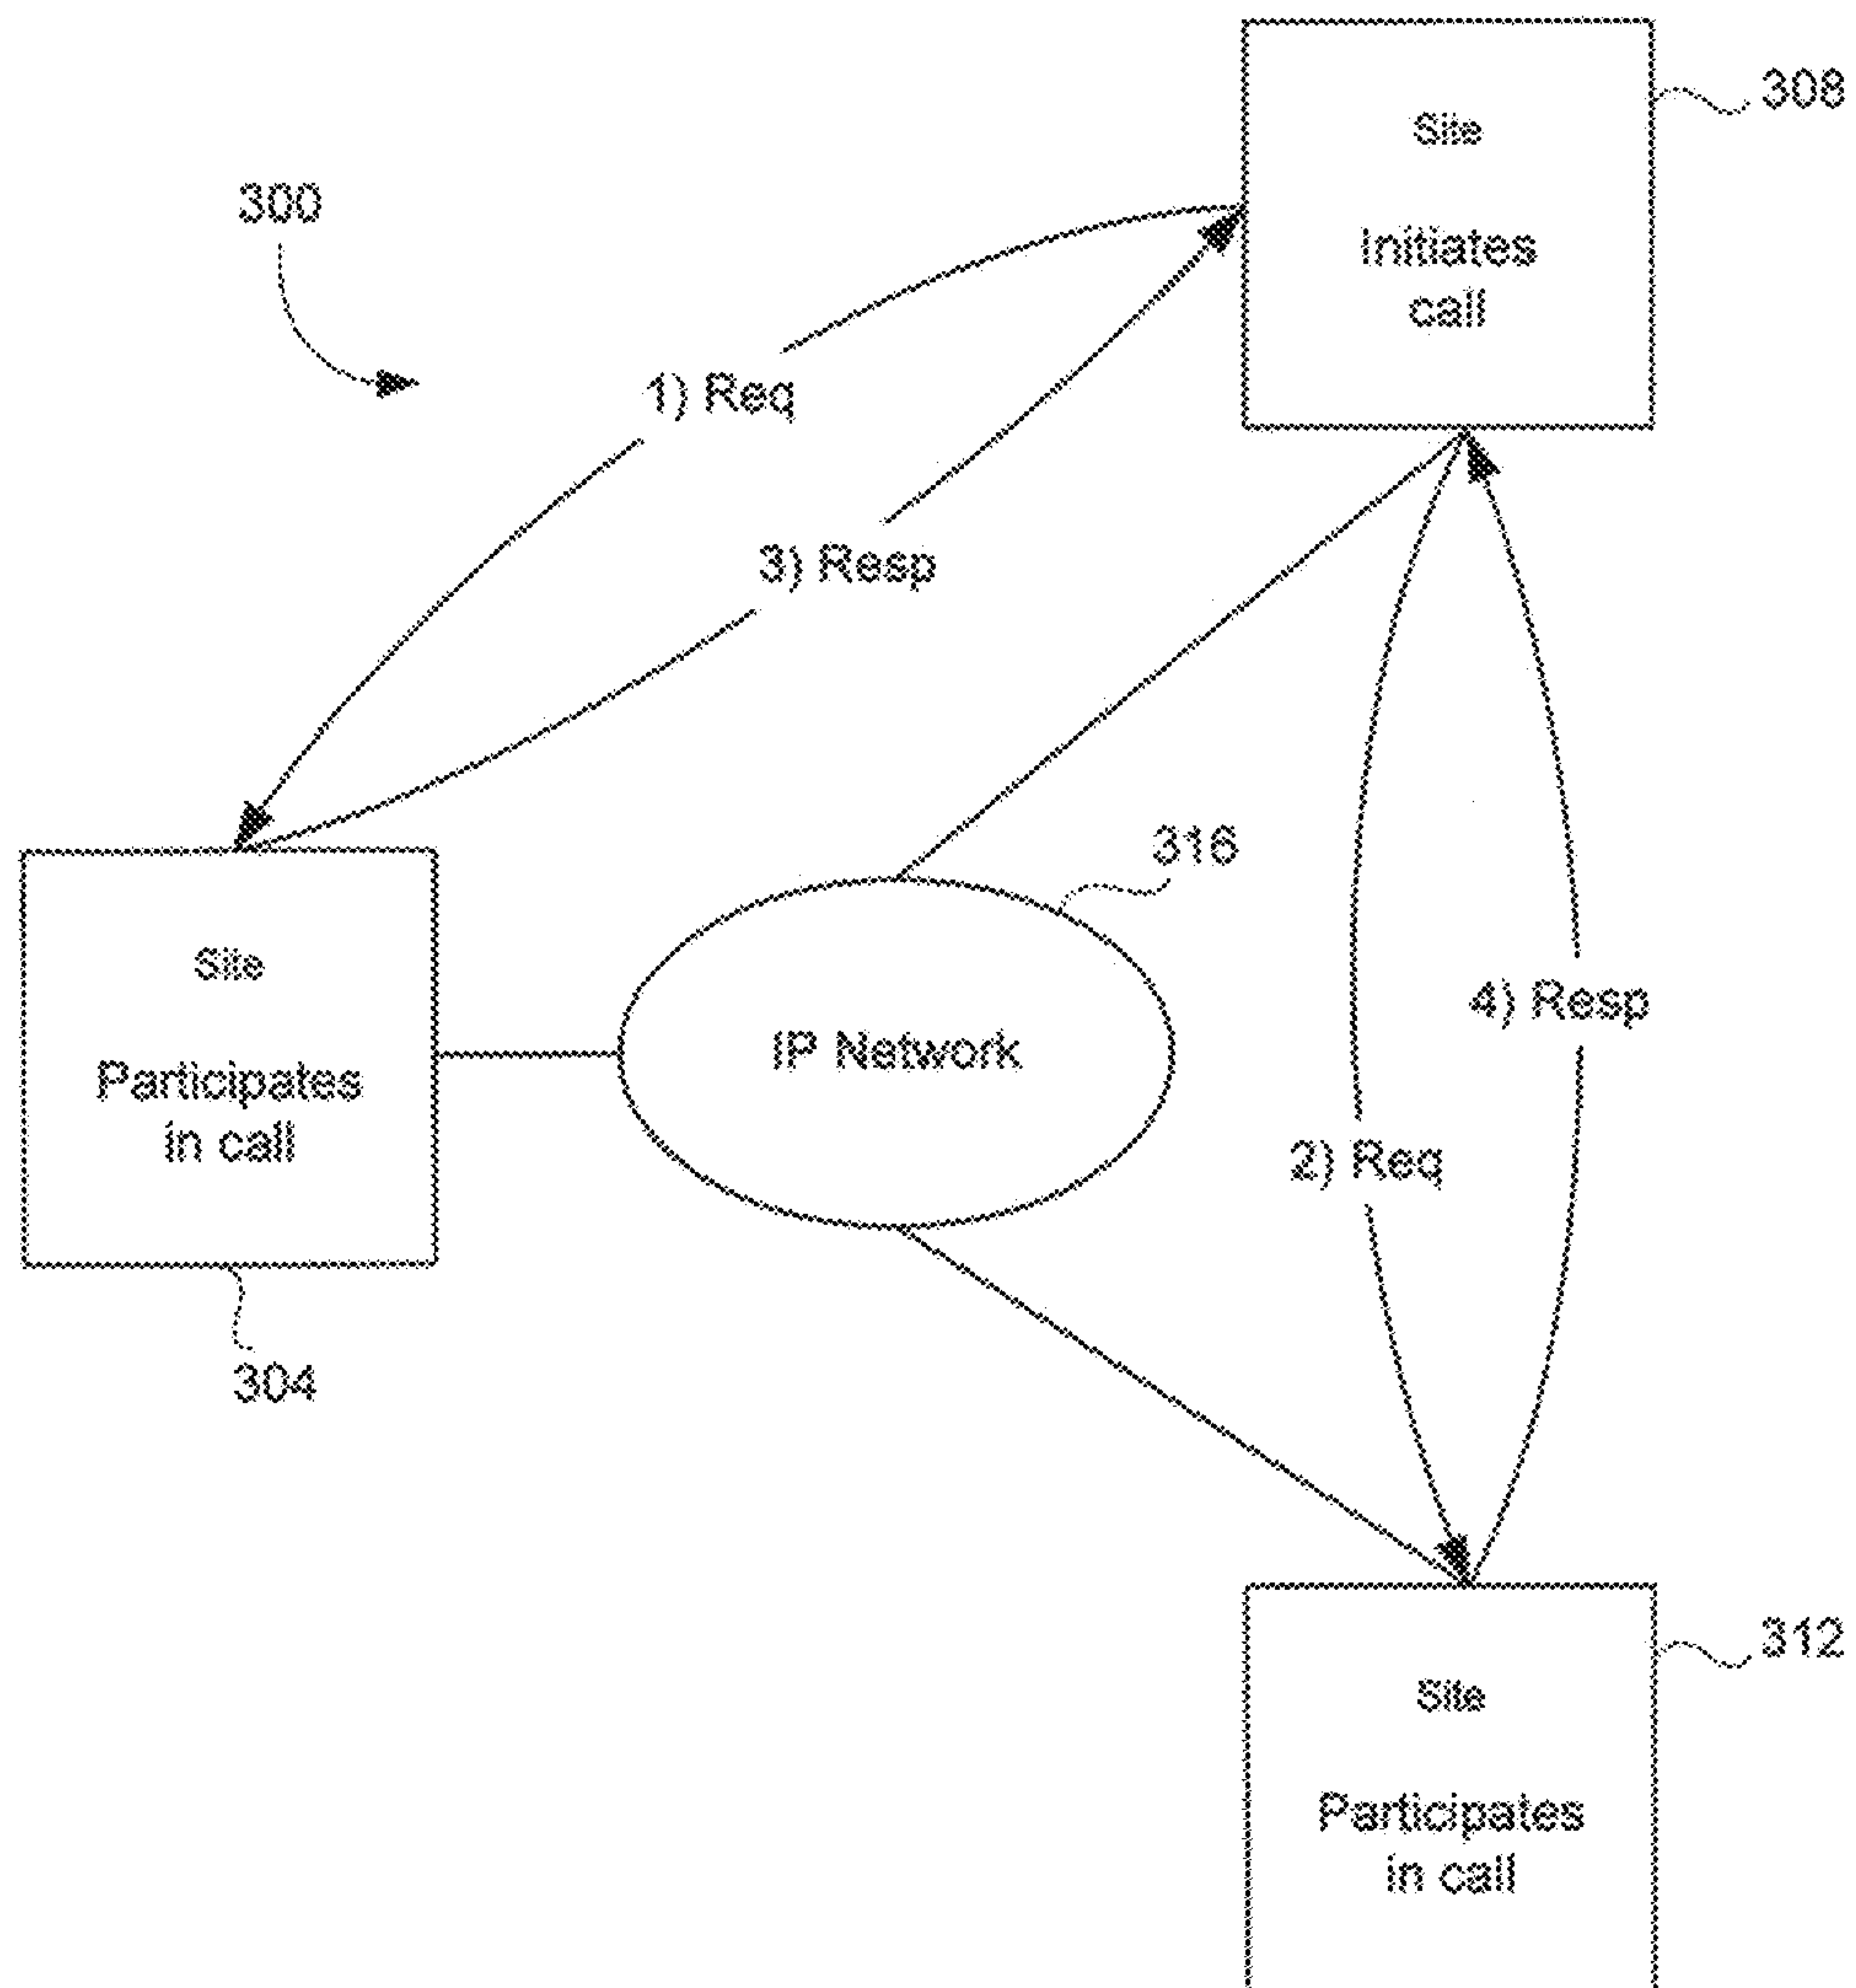 308
Site
Initiates
call
300
1) Req
3) Resp
316
Site
Participates
in call
304
IP Network
4) Resp
2) Req
312
Site
Participates
in call